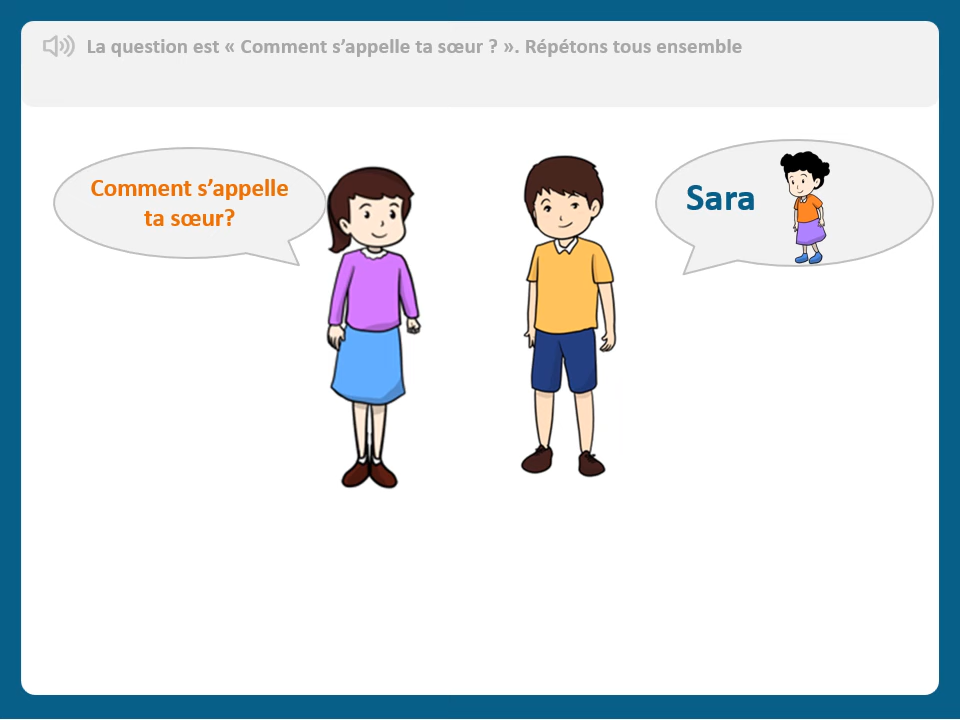 La question est « Comment s’appelle ta sœur ? ». Répétons tous ensemble
Comment s’appelle
ta sœur?
Sara